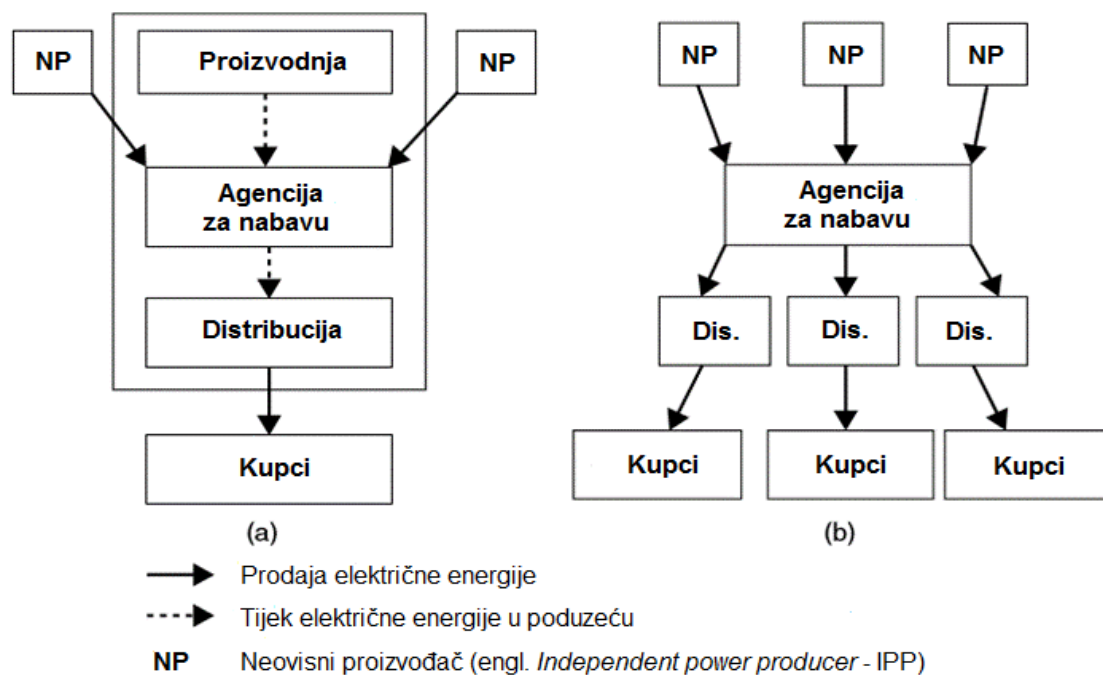 NP
Proizvodnja
NP
Agencija
za nabavu
Distribucija
Kupci
(a)
NP
NP
NP
Agencija
za nabavu
Dis.
Dis.
Dis.
Kupci
Kupci
Kupci
(b)
Prodaja električne energije
Tijek električne energije u poduzeću
NP Neovisni proizvođač (engl. Independent power producer - IPP)